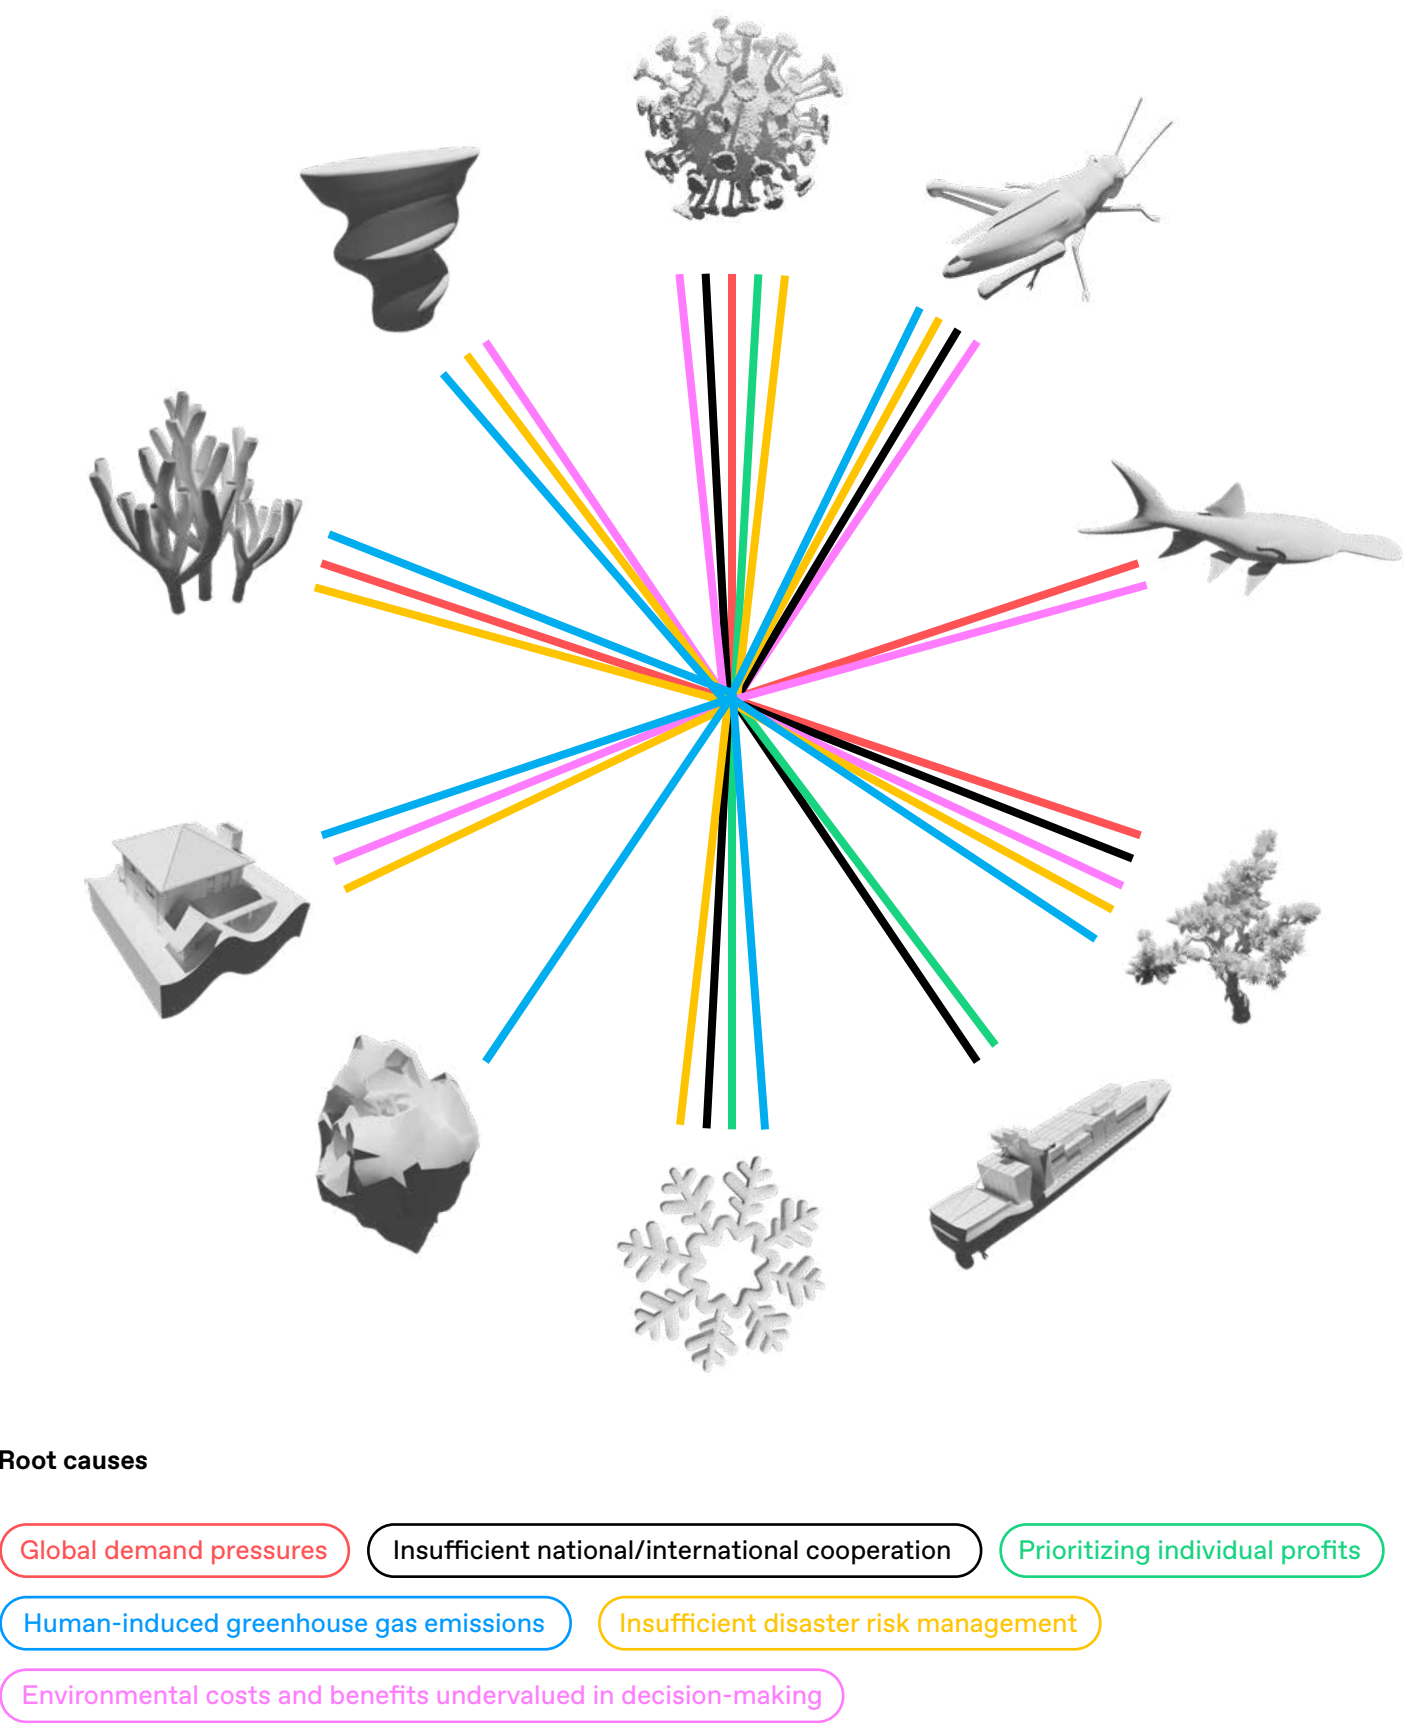 Root causes
Global demand pressures
Insufficient national/international cooperation
Prioritizing individual profits
Human-induced greenhouse gas emissions
Insufficient disaster risk management
Environmental costs and benefits undervalued in decision-making